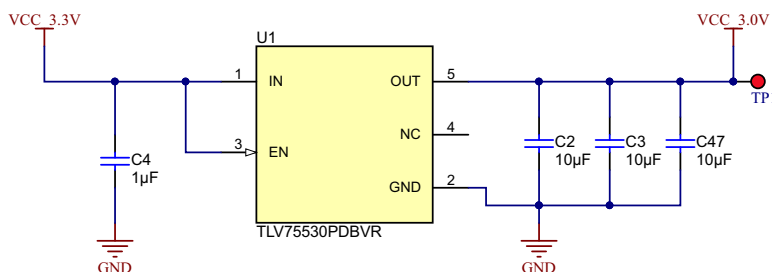 VCC_3.3V
VCC_3.0V
U1
1
IN
OUT
5
TP
3
EN
NC
4
C4
1µF
C2
10µF
C3
10µF
C47
10µF
GND
2
TLV75530PDBVR
GND
GND